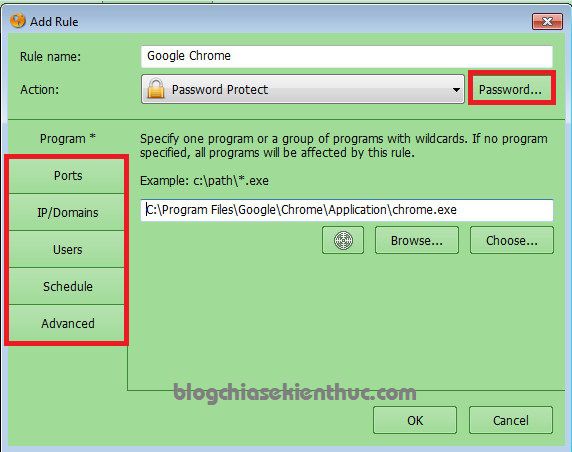 Add Rule
Rule name: Google Chrome
Action: Password Protect Password...
Program *
Ports
IP/Domains
Users
Schedule
Advanced
Specify one program or a group of programs with wildcards. If no program
specified, all programs will be affected by this rule.
Example: c:\path\*.exe
C:\Program Files\Google\Chrome\Application\chrome.exe
Browse... Choose...
blogchiasekienthuc.com
OK Cancel